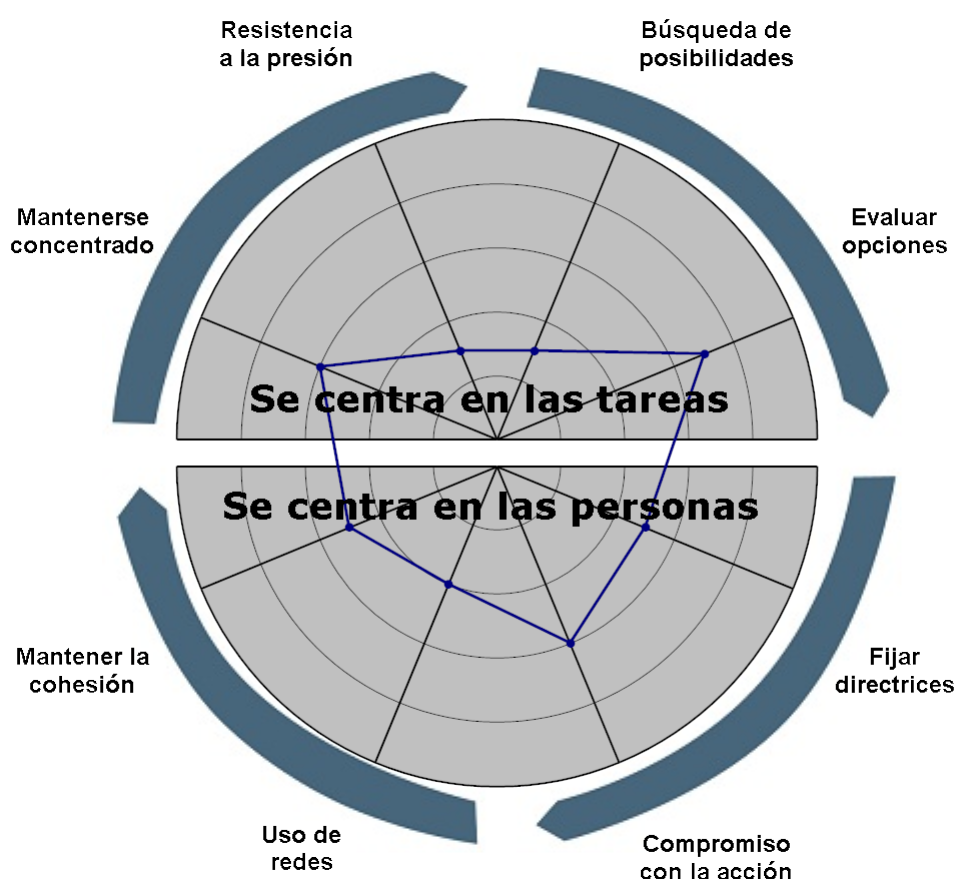 Resistencia
a la presión
Búsqueda de
posibilidades
Mantenerse
concentrado
Evaluar
opciones
Se centra en las tareas
Se centra en las personas
Mantener la
cohesión
Fijar
directrices
Uso de
redes
Compromiso
con la acción